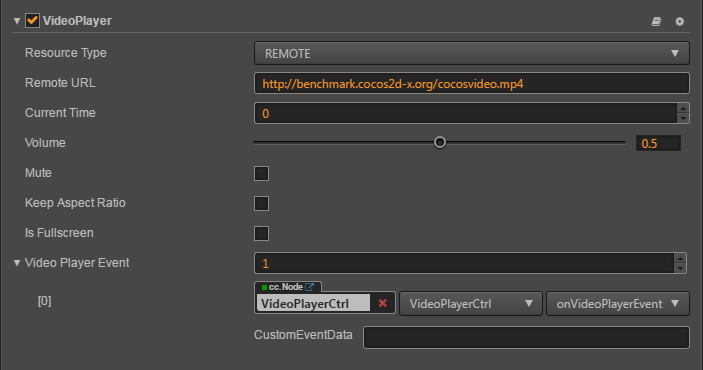 VideoPlayer
Resource Type REMOTE
Remote URL http://benchmark.cocos2d-x.org/cocosvideo.mp4
Current Time 0
Volume 0.5
Mute
Keep Aspect Ratio
Is Fullscreen
Video Player Event 1
cc.Node
[0] VideoPlayerCtrl VideoPlayerCtrl onVideoPlayerEvent
CustomEventData